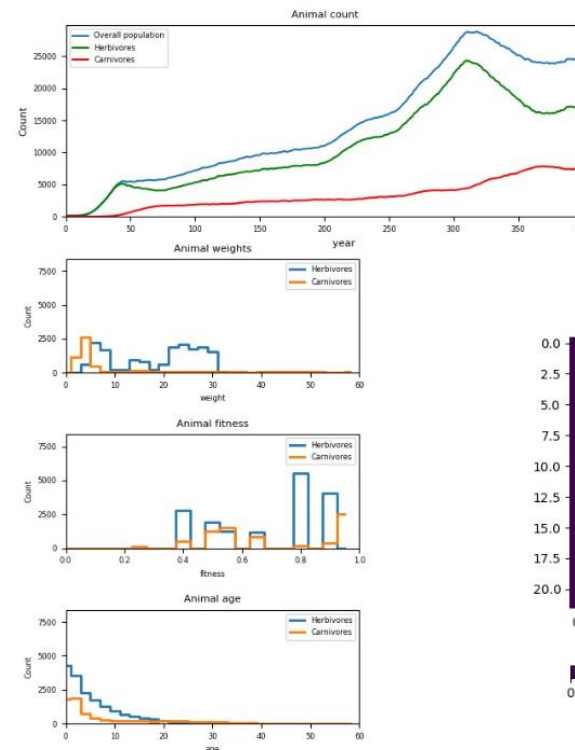 Animal count
Overall population
Herbivores
Carnivores
Count
25000
20000
15000
10000
5000
0
0 50 100 150 200 250 300 350
year
Animal weights
Herbivores
Carnivores
Count
7500
5000
2500
0
0 10 20 30 40 50 60
weight
Animal fitness
Herbivores
Carnivores
Count
7500
5000
2500
0
0.0 0.2 0.4 0.6 0.8 1.0
fitness
Animal age
Herbivores
Carnivores
Count
7500
5000
2500
0
0 10 20 30 40 50 60
age
0.0
2.5
5.0
7.5
10.0
12.5
15.0
17.5
20.0
0
0